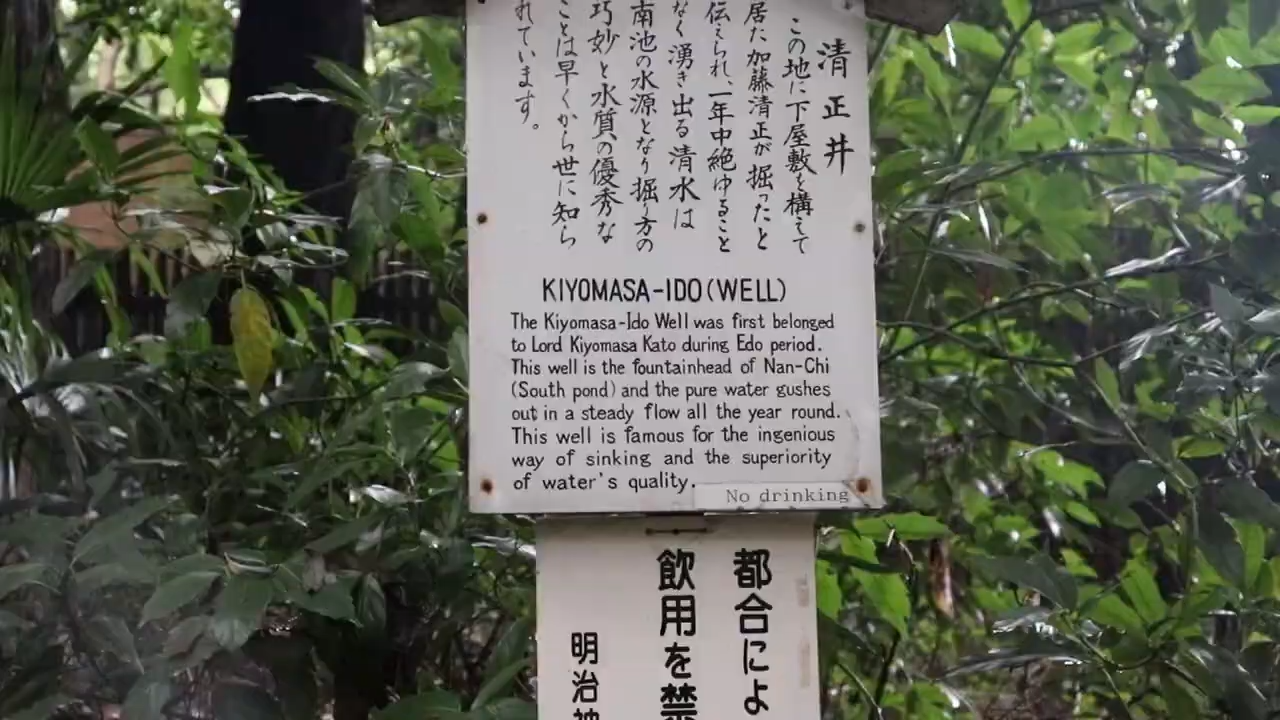 清正井
この地に下屋敷を構えて
居た加藤清正が掘ったと
伝えられ、一年中絶ゆること
なく湧き出る清水は
南池の水源となり掘り方の
巧妙と水質の優秀な
ことは早くから世に知ら
れています。
KIYOMASA-IDO(WELL)
The Kiyomasa-Ido Well was first belonged
to Lord Kiyomasa Kato during Edo period.
This well is the fountainhead of Nan-Chi
(South pond) and the pure water gushes
out in a steady flow all the year round.
This well is famous for the ingenious
way of sinking and the superiority
of water's quality.
No drinking
都合によ
飲用を禁
明治神